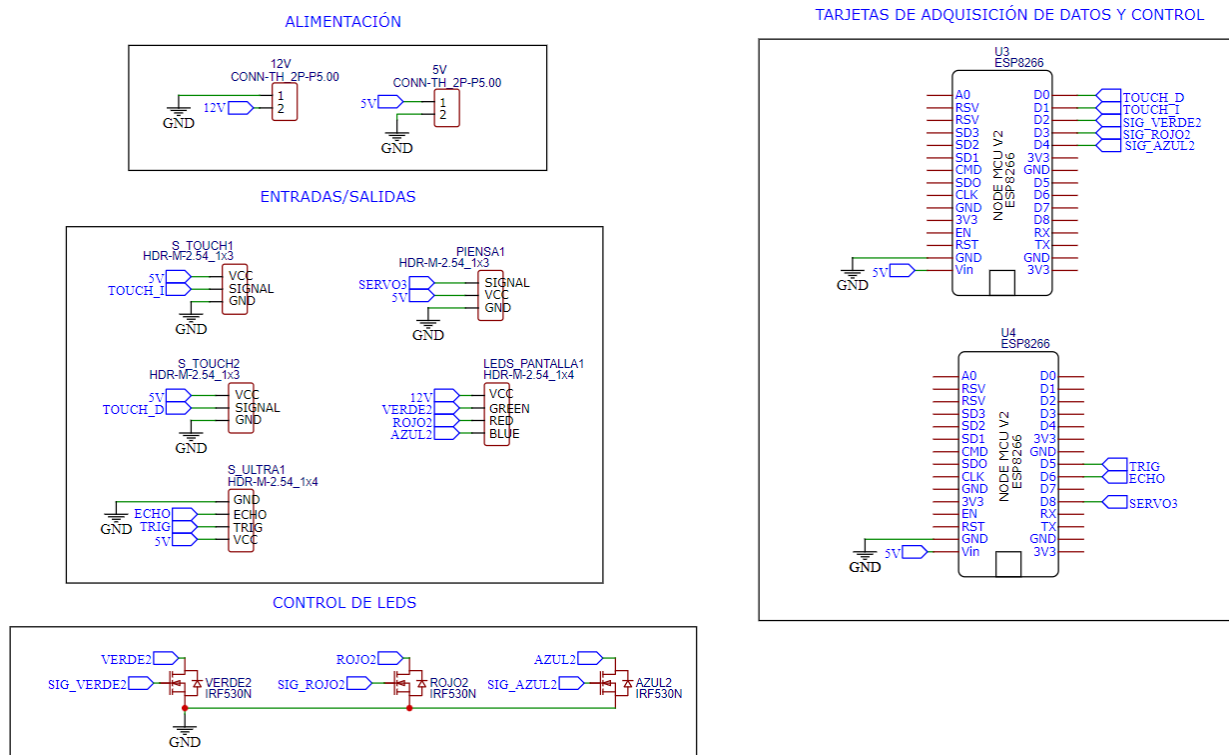 ALIMENTACIÓN
12V
CONN-TH_2P-P5.00
1
2
12V
GND
5V
CONN-TH_2P-P5.00
1
2
5V
GND
ENTRADAS/SALIDAS
S_TOUCH1
HDR-M-2.54_1x3
5V
TOUCH_I
GND
VCC
SIGNAL
GND
PIENSA1
HDR-M-2.54_1x3
SERVO3
5V
GND
SIGNAL
VCC
GND
S_TOUCH2
HDR-M-2.54_1x3
5V
TOUCH_D
GND
VCC
SIGNAL
GND
LEDS_PANTALLA1
HDR-M-2.54_1x4
12V
VERDE2
ROJO2
AZUL2
VCC
GREEN
RED
BLUE
S_ULTRA1
HDR-M-2.54_1x4
GND
ECHO
TRIG
5V
GND
ECHO
TRIG
VCC
CONTROL DE LEDS
VERDE2
SIG_VERDE2
VERDE2
IRF530N
GND
ROJO2
SIG_ROJO2
ROJO2
IRF530N
AZUL2
SIG_AZUL2
AZUL2
IRF530N
TARJETAS DE ADQUISICIÓN DE DATOS Y CONTROL
U3
ESP8266
A0
RSV
RSV
SD3
SD2
SD1
CMD
SDO
CLK
GND
3V3
EN
RST
GND
Vin
NODE MCU V2
ESP8266
D0
D1
D2
D3
D4
3V3
GND
D5
D6
D7
D8
RX
TX
GND
3V3
TOUCH_D
TOUCH_I
SIG_VERDE2
SIG_ROJO2
SIG_AZUL2
GND
5V
U4
ESP8266
A0
RSV
RSV
SD3
SD2
SD1
CMD
SDO
CLK
GND
3V3
EN
RST
GND
Vin
NODE MCU V2
ESP8266
D0
D1
D2
D3
D4
3V3
GND
D5
D6
D7
D8
RX
TX
GND
3V3
TRIG
ECHO
SERVO3
GND
5V